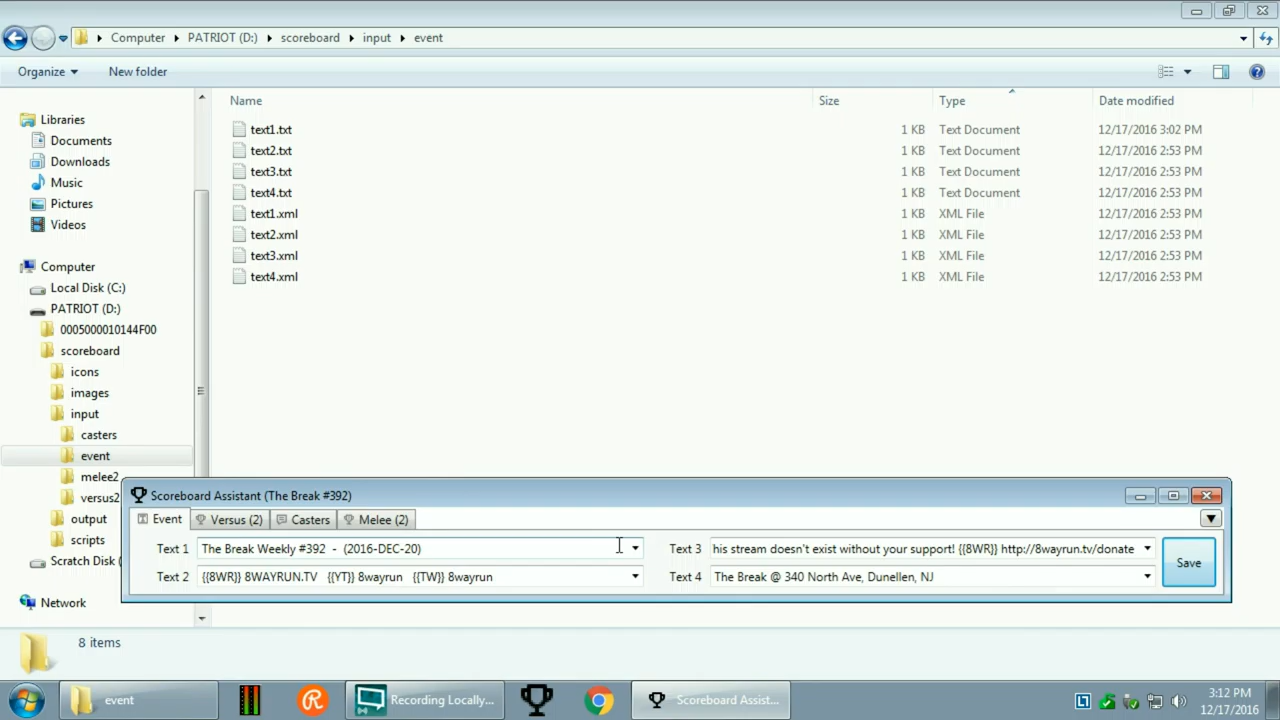 Computer PATRIOT (D:) scoreboard input event
Organize New folder
Name Size Type Date modified
text1.txt 1 KB Text Document 12/17/2016 3:02 PM
text2.txt 1 KB Text Document 12/17/2016 2:53 PM
text3.txt 1 KB Text Document 12/17/2016 2:53 PM
text4.txt 1 KB Text Document 12/17/2016 2:53 PM
text1.xml 1 KB XML File 12/17/2016 2:53 PM
text2.xml 1 KB XML File 12/17/2016 2:53 PM
text3.xml 1 KB XML File 12/17/2016 2:53 PM
text4.xml 1 KB XML File 12/17/2016 2:53 PM
Libraries
Documents
Downloads
Music
Pictures
Videos
Computer
Local Disk (C:)
PATRIOT (D:)
0005000010144F00
scoreboard
icons
images
input
casters
event
melee2
versus2
output
scripts
Scratch Disk
Network
Scoreboard Assistant (The Break #392)
Event Versus (2) Casters Melee (2)
Text 1 The Break Weekly #392 - (2016-DEC-20)
Text 3 his stream doesn't exist without your support! {{8WR}} http://8wayrun.tv/donate
Text 2 {{8WR}} 8WAYRUN.TV {{YT}} 8wayrun {{TW}} 8wayrun
Text 4 The Break @ 340 North Ave, Dunellen, NJ
Save
8 items
event Recording Locally... Scoreboard Assist...
3:12 PM
12/17/2016